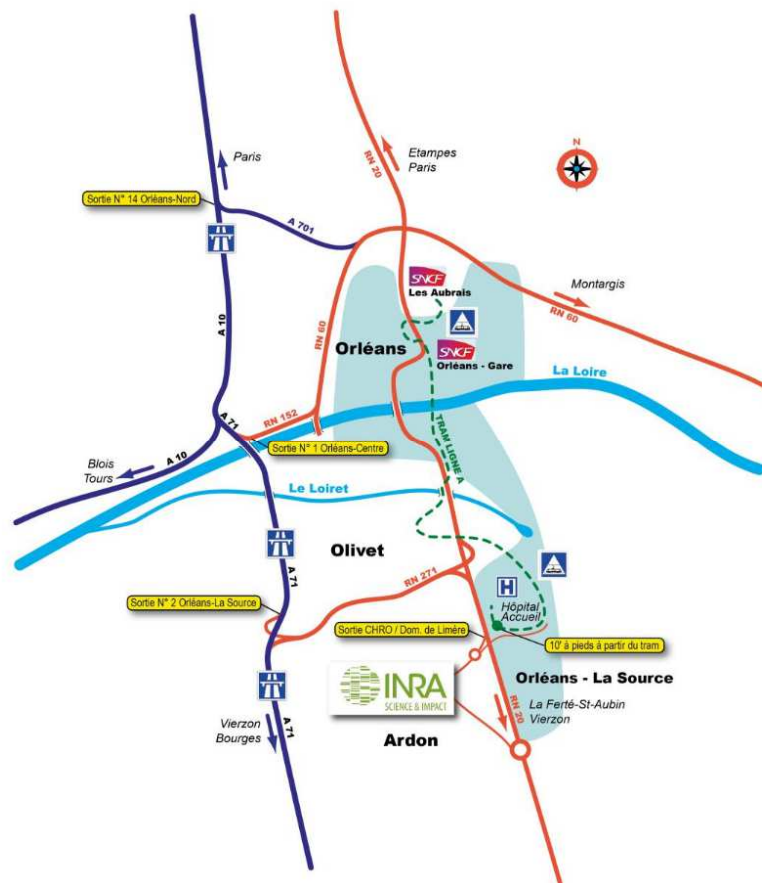 N
Etampes
Paris
RN 20
Paris
Sortie N° 14 Orléans-Nord
A 701
SNCF
Les Aubrais
Montargis
RN 60
A 10
RN 60
Orléans
SNCF
Orléans - Gare
La Loire
A 71
RN 152
Sortie N° 1 Orléans-Centre
TRAM LIGNE A
Blois
Tours
A 10
Le Loiret
Olivet
A 71
RN 271
Sortie N° 2 Orléans-La Source
H
Hôpital
Accueil
Sortie CHRO / Dom. de Limère
10' à pieds à partir du tram
INRA
SCIENCE & IMPACT
Orléans - La Source
RN 20
La Ferté-St-Aubin
Vierzon
Vierzon
Bourges
A 71
Ardon